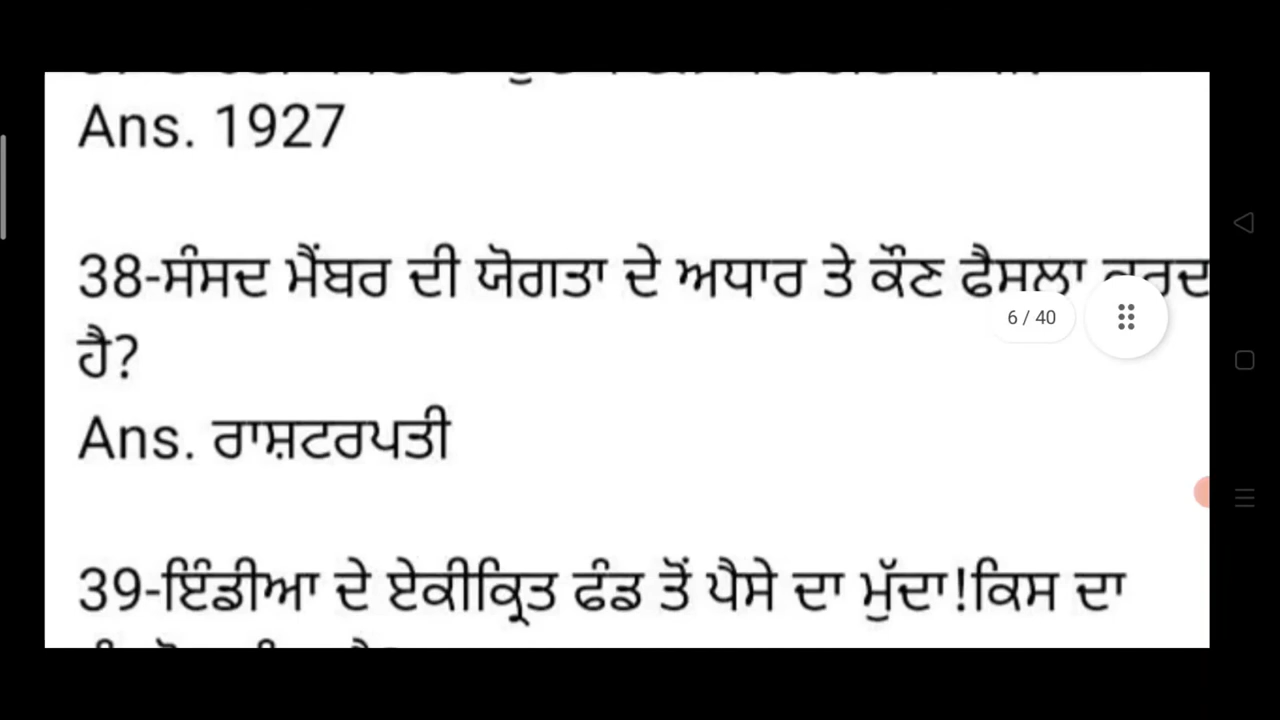 Ans. 1927
38-ਸੰਸਦ ਮੈਂਬਰ ਦੀ ਯੋਗਤਾ ਦੇ ਅਧਾਰ ਤੇ ਕੌਣ ਫੈਸਲਾ
6 / 40
ਹੈ?
Ans. ਰਾਸ਼ਟਰਪਤੀ
39-ਇੰਡੀਆ ਦੇ ਏਕੀਕ੍ਰਿਤ ਫੰਡ ਤੋਂ ਪੈਸੇ ਦਾ ਮੁੱਦਾ!ਕਿਸ ਦਾ